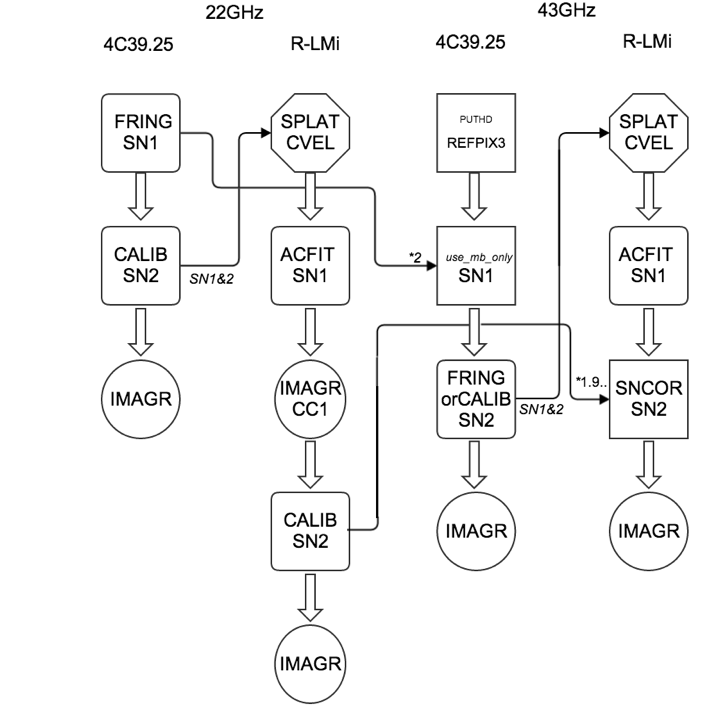 22GHz
43GHz
4C39.25
R-LMi
4C39.25
R-LMi
FRING
SN1
SPLAT
CVEL
PUTHD
REFPIX3
SPLAT
CVEL
CALIB
SN2
SN1&2
ACFIT
SN1
*2
use_mb_only
SN1
ACFIT
SN1
IMAGR
IMAGR
CC1
FRING
orCALIB
SN2
SN1&2
*1.9..
SNCOR
SN2
CALIB
SN2
IMAGR
IMAGR
IMAGR